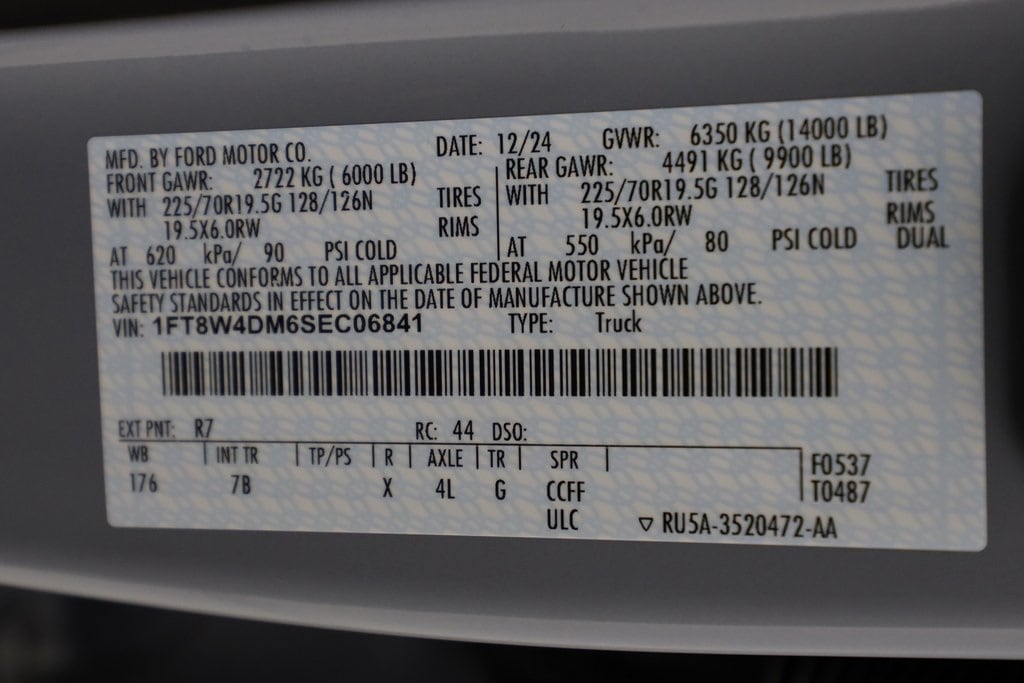 MFD. BY FORD MOTOR CO. DATE: 12/24 GVWR: 6350 KG (14000 LB)
FRONT GAWR: 2722 KG ( 6000 LB) REAR GAWR: 4491 KG ( 9900 LB)
WITH 225/70R19.5G 128/126N TIRES WITH 225/70R19.5G 128/126N TIRES
19.5X6.0RW RIMS 19.5X6.0RW RIMS
AT 620 kPa/ 90 PSI COLD AT 550 kPa/ 80 PSI COLD DUAL
THIS VEHICLE CONFORMS TO ALL APPLICABLE FEDERAL MOTOR VEHICLE
SAFETY STANDARDS IN EFFECT ON THE DATE OF MANUFACTURE SHOWN ABOVE.
VIN: 1FT8W4DM6SEC06841 TYPE: Truck
EXT PNT: R7 RC: 44 DSO:
WB INT TR TP/PS R AXLE TR SPR F0537
176 7B X 4L G CCFF T0487
ULC ▽ RU5A-3520472-AA